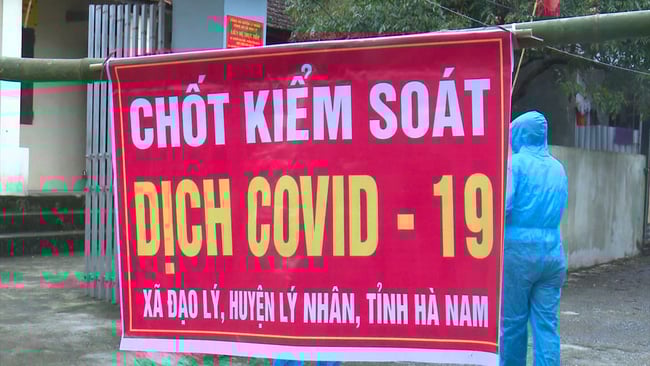 CHỐT KIỂM SOÁT
DỊCH COVID - 19
XÃ ĐẠO LÝ, HUYỆN LÝ NHÂN, TỈNH HÀ NAM